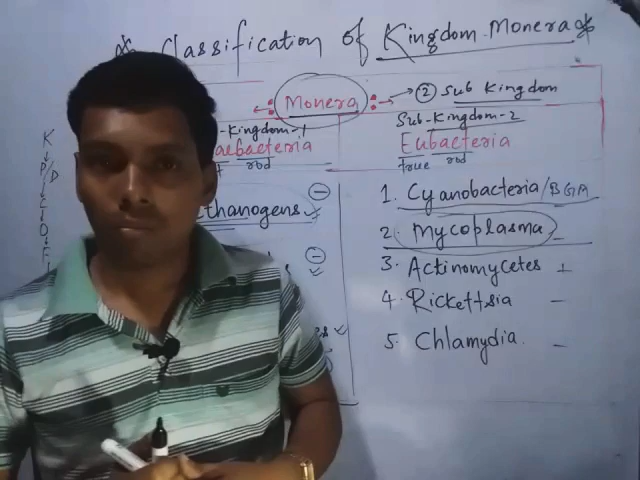 * Classification of Kingdom Monera *
Monera → ② Sub Kingdom
-Kingdom-1
aebacteria
rod
ethanogens
K
P/D
C
O
F
Sub-Kingdom-2
Eubacteria
true rod
1. Cyanobacteria/BGA
2. Mycoplasma –
3. Actinomycetes +
4. Rickettsia –
5. Chlamydia. –